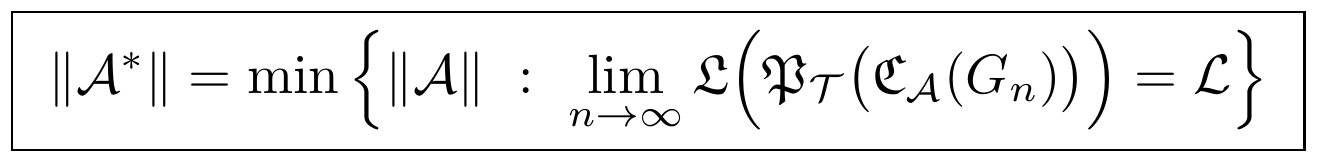 ‖𝒜*‖ = min { ‖𝒜‖ : lim_{n→∞} 𝔏(𝔓_𝒯(ℭ_𝒜(G_n))) = ℒ }